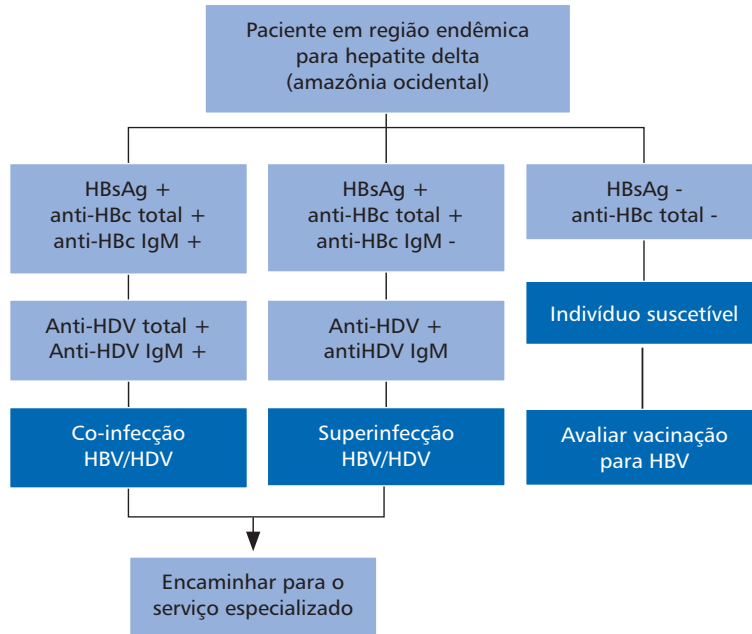 Paciente em região endêmica
para hepatite delta
(amazônia ocidental)
HBsAg +
anti-HBc total +
anti-HBc IgM +
HBsAg +
anti-HBc total +
anti-HBc IgM -
HBsAg -
anti-HBc total -
Anti-HDV total +
Anti-HDV IgM +
Anti-HDV +
antiHDV IgM
Indivíduo suscetível
Co-infecção
HBV/HDV
Superinfecção
HBV/HDV
Avaliar vacinação
para HBV
Encaminhar para o
serviço especializado